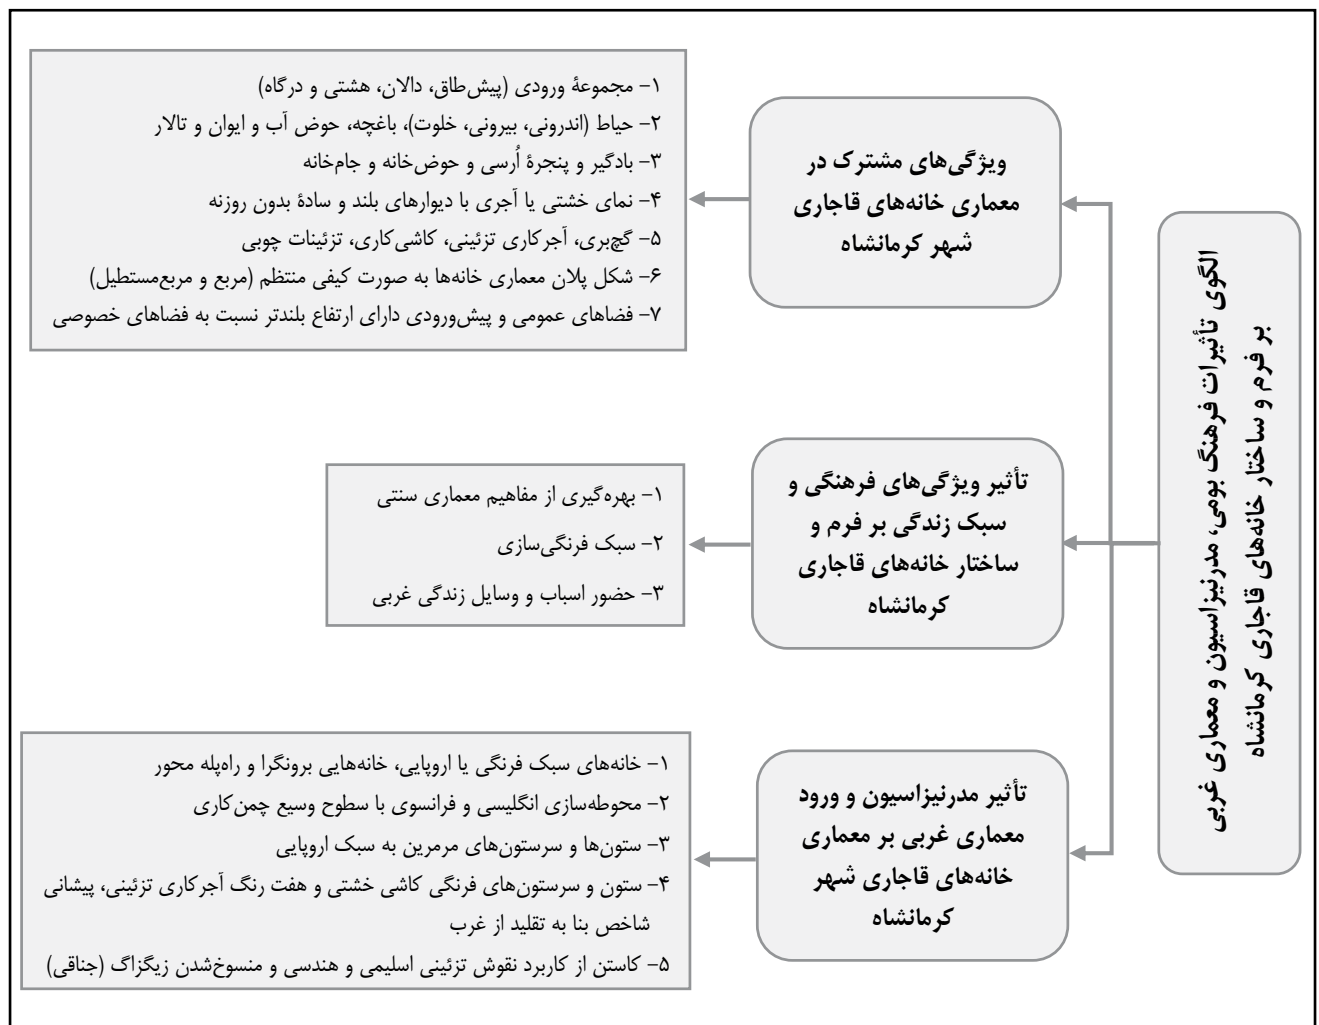 الگوی تأثیرات فرهنگ بومی، مدرنیزاسیون و معماری غربی
بر فرم و ساختار خانه‌های قاجاری کرمانشاه
ویژگی‌های مشترک در
معماری خانه‌های قاجاری
شهر کرمانشاه
۱- مجموعۀ ورودی (پیش‌طاق، دالان، هشتی و درگاه)
۲- حیاط (اندرونی، بیرونی، خلوت)، باغچه، حوض آب و ایوان و تالار
۳- بادگیر و پنجرۀ اُرسی و حوض‌خانه و جام‌خانه
۴- نمای خشتی یا آجری با دیوارهای بلند و سادۀ بدون روزنه
۵- گچ‌بری، آجرکاری تزئینی، کاشی‌کاری، تزئینات چوبی
۶- شکل پلان معماری خانه‌ها به صورت کیفی منتظم (مربع و مربع‌مستطیل)
۷- فضاهای عمومی و پیش‌ورودی دارای ارتفاع بلندتر نسبت به فضاهای خصوصی
تأثیر ویژگی‌های فرهنگی و
سبک زندگی بر فرم و
ساختار خانه‌های قاجاری
کرمانشاه
۱- بهره‌گیری از مفاهیم معماری سنتی
۲- سبک فرنگی‌سازی
۳- حضور اسباب و وسایل زندگی غربی
تأثیر مدرنیزاسیون و ورود
معماری غربی بر معماری
خانه‌های قاجاری شهر
کرمانشاه
۱- خانه‌های سبک فرنگی یا اروپایی، خانه‌هایی برونگرا و راه‌پله محور
۲- محوطه‌سازی انگلیسی و فرانسوی با سطوح وسیع چمن‌کاری
۳- ستون‌ها و سرستون‌های مرمرین به سبک اروپایی
۴- ستون و سرستون‌های فرنگی کاشی خشتی و هفت رنگ آجرکاری تزئینی، پیشانی
شاخص بنا به تقلید از غرب
۵- کاستن از کاربرد نقوش تزئینی اسلیمی و هندسی و منسوخ‌شدن زیگزاگ (جناقی)